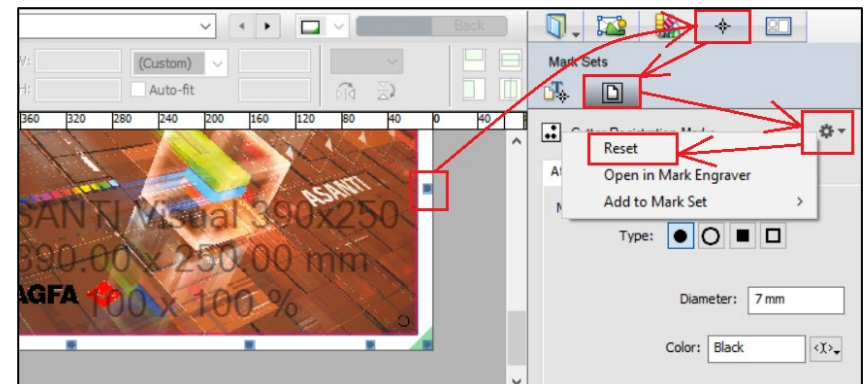 Back
W:
(Custom)
H:
Auto-fit
360 320 280 240 200 160 120 80 40 0 40
Mark Sets
Reset
Open in Mark Engraver
Add to Mark Set
Type:
Diameter: 7 mm
Color: Black
ASANTI
ASANTI Visual 390x250
390.00 x 250.00 mm
AGFA
100 x 100 %